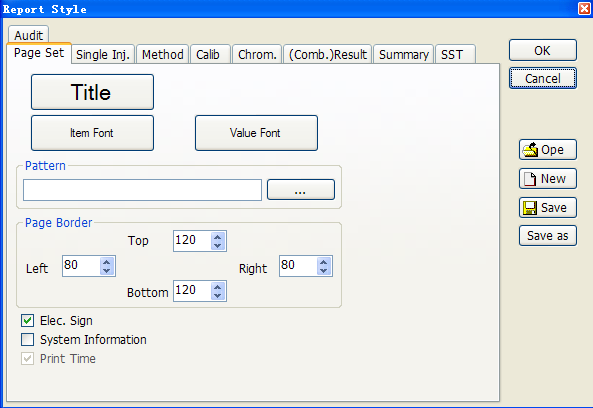 Report Style
Audit
Page Set Single Inj. Method Calib Chrom. (Comb.)Result Summary SST
OK
Cancel
Title
Item Font Value Font
Pattern
...
Page Border
Top 120
Left 80 Right 80
Bottom 120
Elec. Sign
System Information
Print Time
Ope
New
Save
Save as